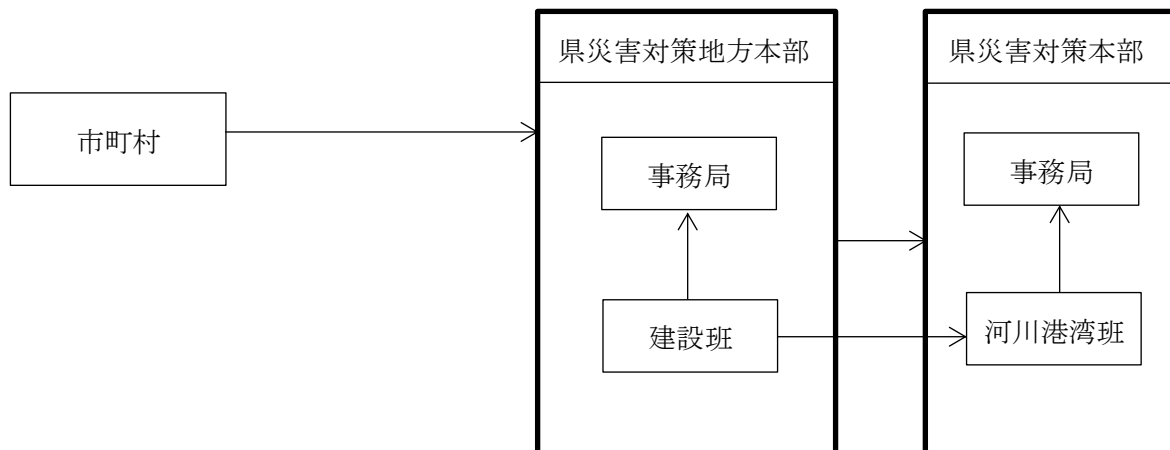 県災害対策地方本部
県災害対策本部
市町村
事務局
事務局
建設班
河川港湾班